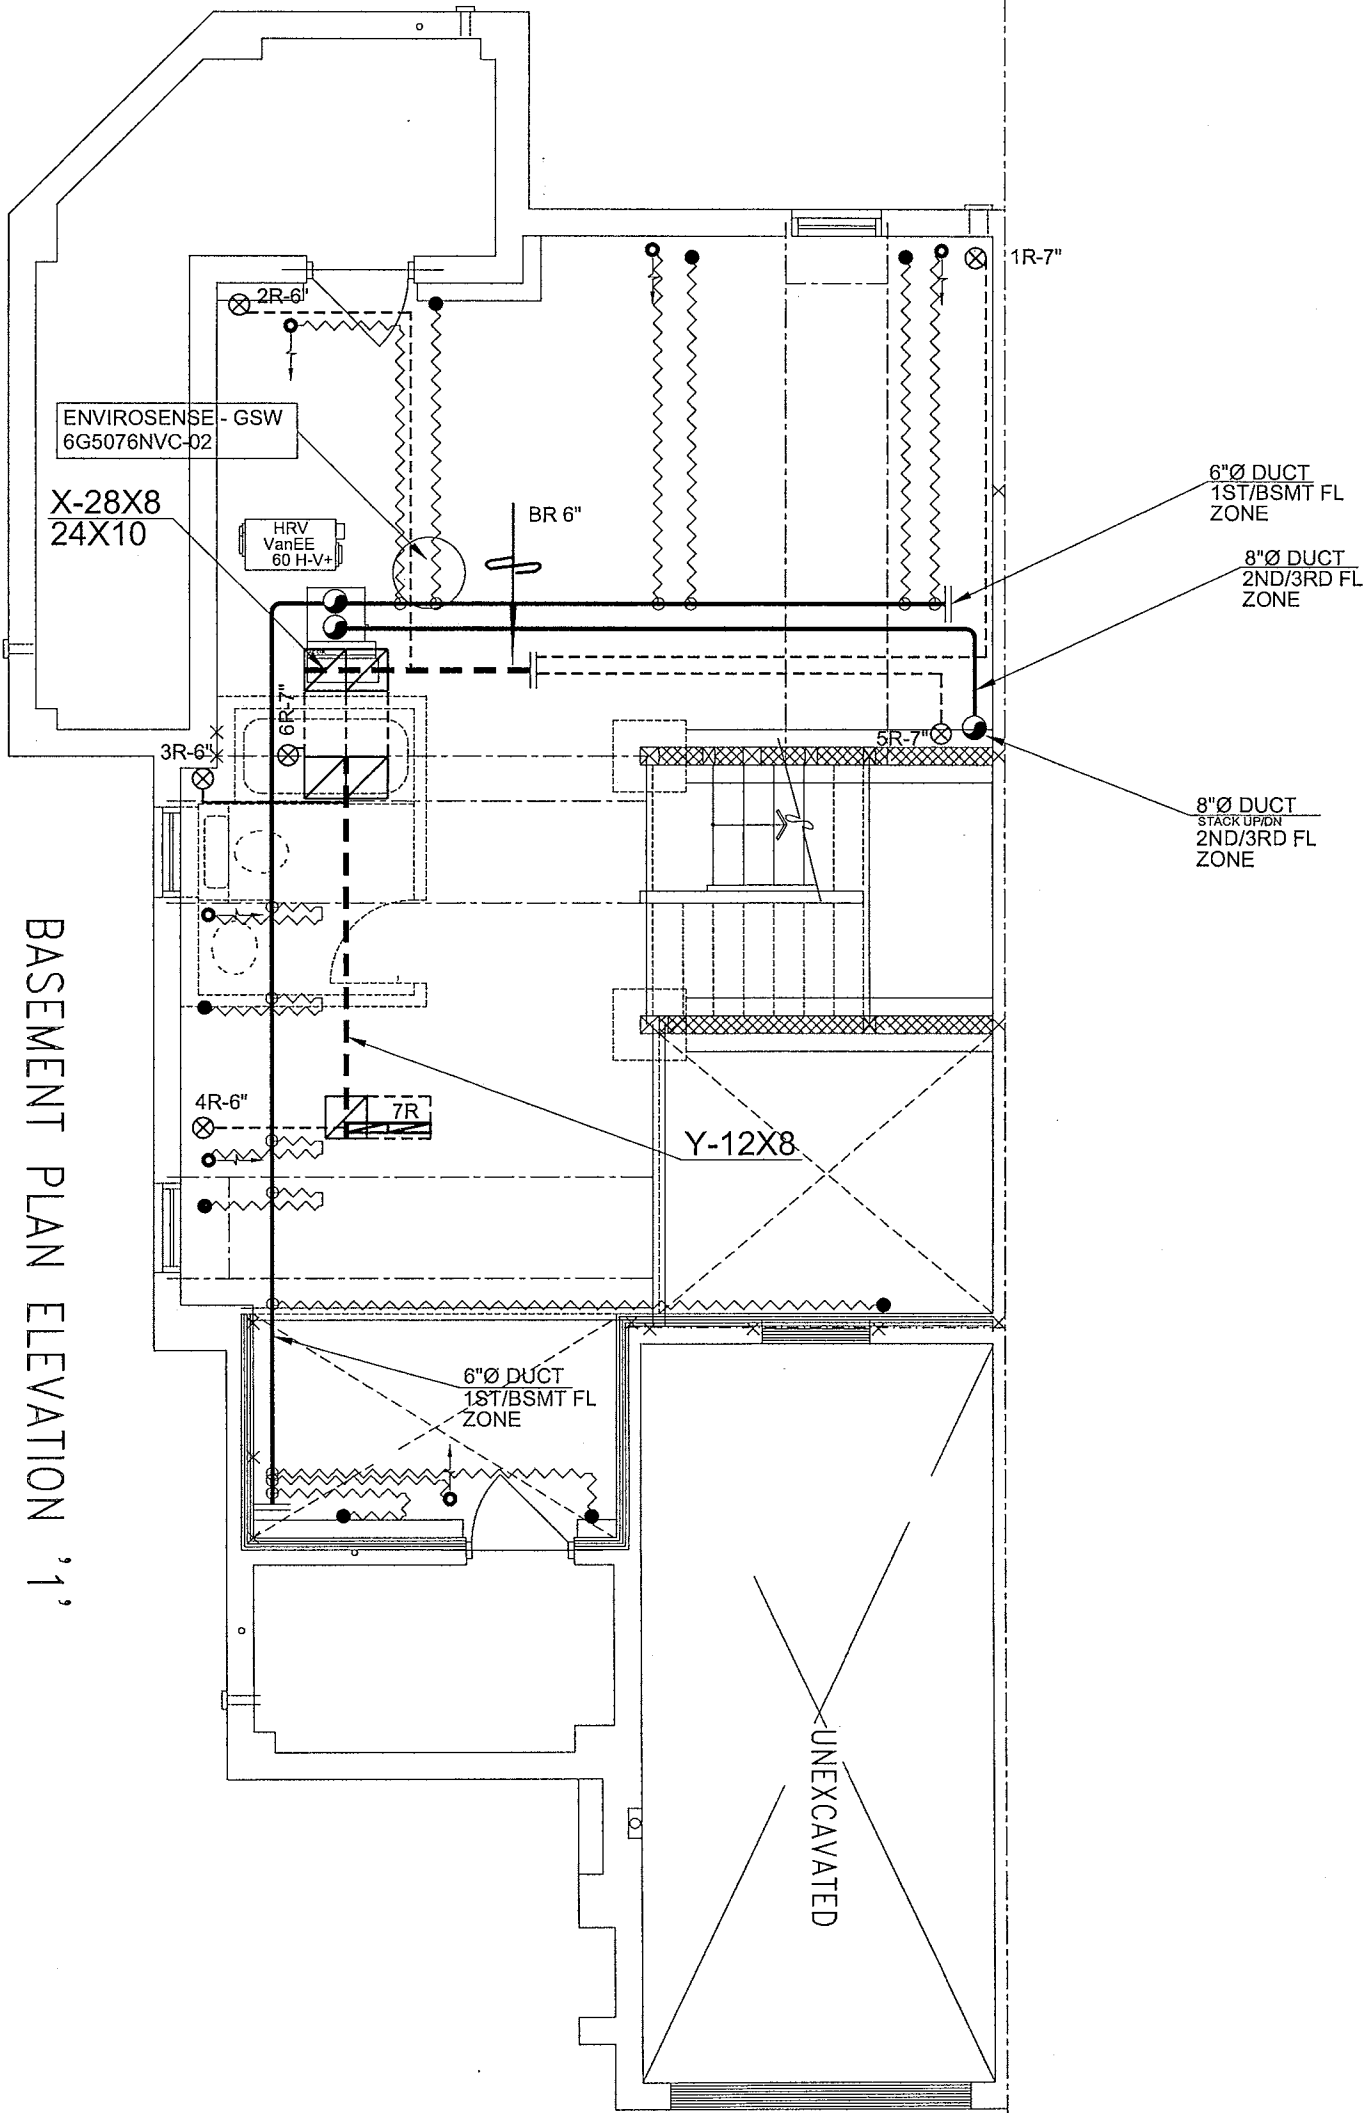 1R-7"
2R-6"
ENVIROSENSE - GSW
6G5076NVC-02
X-28X8
24X10
HRV
VanEE
60 H-V+
BR 6"
6"Ø DUCT
1ST/BSMT FL
ZONE
8"Ø DUCT
2ND/3RD FL
ZONE
6R-7"
3R-6"
5R-7"
8"Ø DUCT
STACK UP/DN
2ND/3RD FL
ZONE
4R-6"
7R
Y-12X8
6"Ø DUCT
1ST/BSMT FL
ZONE
UNEXCAVATED
BASEMENT PLAN ELEVATION '1'